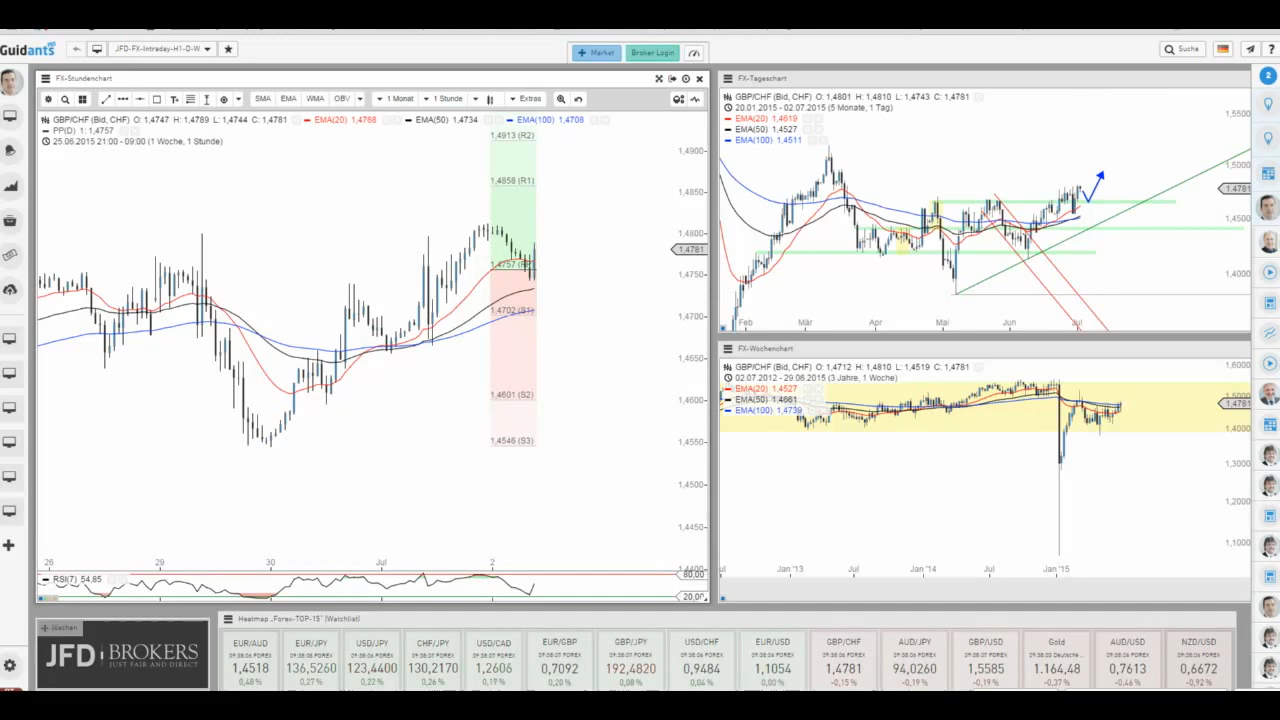 Guidants
JFD-FX-Intraday-H1-D-W
+ Market
Broker Login
Suche
?
FX-Stundenchart
SMA EMA WMA OBV 1 Monat 1 Stunde Extras
GBP/CHF (Bid, CHF) O: 1,4747 H: 1,4789 L: 1,4744 C: 1,4781
EMA(20) 1,4768
EMA(50) 1,4734
EMA(100) 1,4708
PP(D) 1: 1,4757
25.06.2015 21:00 - 09:00 (1 Woche, 1 Stunde)
1,4913 (R2)
1,4858 (R1)
1,4702 (S1)
1,4601 (S2)
1,4546 (S3)
1,4900
1,4850
1,4800
1,4781
1,4750
1,4700
1,4650
1,4600
1,4550
1,4500
1,4450
26 29 30 Jul 2
RSI(7) 54,85
80,00
20,00
FX-Tageschart
GBP/CHF (Bid, CHF) O: 1,4801 H: 1,4810 L: 1,4743 C: 1,4781
20.01.2015 - 02.07.2015 (5 Monate, 1 Tag)
EMA(20) 1,4619
EMA(50) 1,4527
EMA(100) 1,4511
1,5500
1,5000
1,4781
1,4500
1,4000
Feb Mär Apr Mai Jun Jul
FX-Wochenchart
GBP/CHF (Bid, CHF) O: 1,4712 H: 1,4810 L: 1,4519 C: 1,4781
02.07.2012 - 29.06.2015 (3 Jahre, 1 Woche)
EMA(20) 1,4527
EMA(50) 1,4661
EMA(100) 1,4739
1,6000
1,4781
1,4000
1,3000
1,2000
1,1000
Jul Jan '13 Jul Jan '14 Jul Jan '15
2
löschen
JFD BROKERS
JUST FAIR AND DIRECT
Heatmap „Forex-TOP-15" (Watchlist)
EUR/AUD EUR/JPY USD/JPY CHF/JPY USD/CAD EUR/GBP GBP/JPY USD/CHF EUR/USD GBP/CHF AUD/JPY GBP/USD Gold AUD/USD NZD/USD
1,4518 136,5260 123,4400 130,2170 1,2606 0,7092 192,4820 0,9484 1,1054 1,4781 94,0260 1,5585 1.164,48 0,7613 0,6672
0,48 % 0,27 % 0,22 % 0,26 % 0,19 % 0,20 % 0,08 % 0,04 % 0,00 % -0,15 % -0,19 % -0,19 % -0,37 % -0,46 % -0,92 %